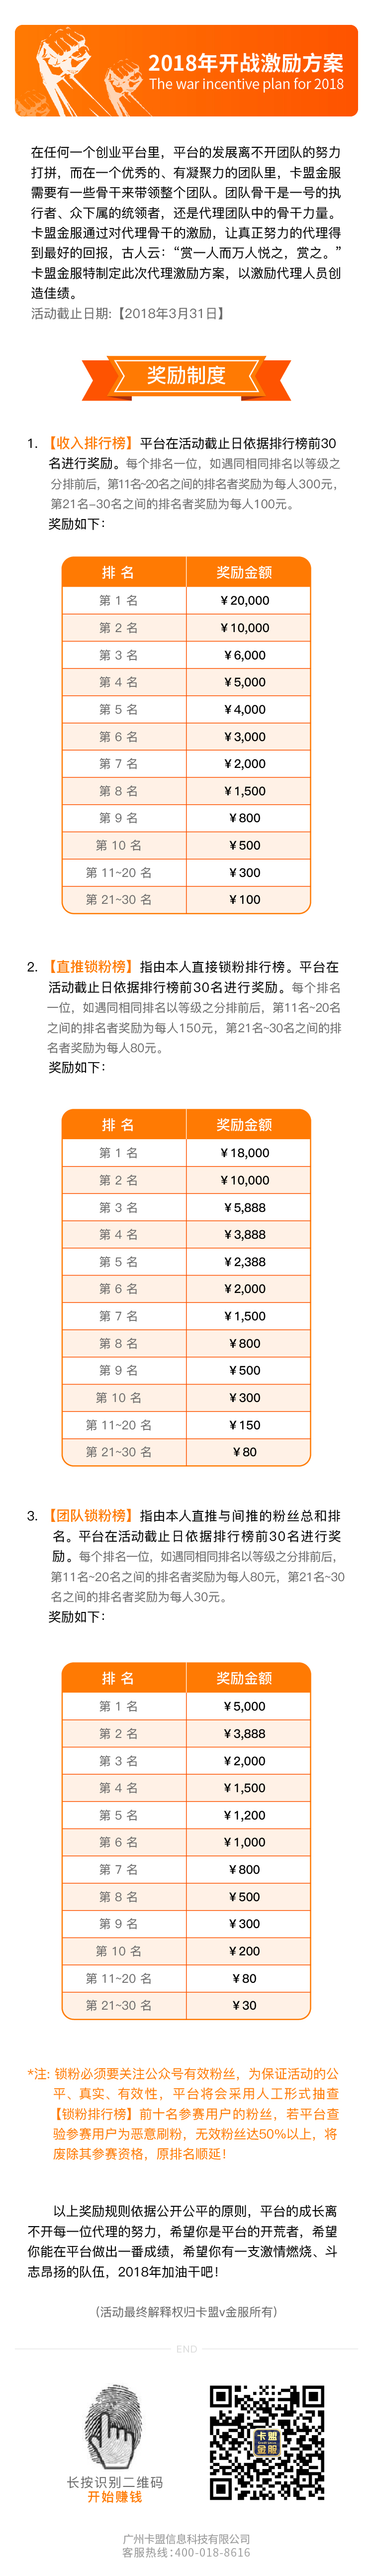 2018年开战激励方案
The war incentive plan for 2018
在任何一个创业平台里，平台的发展离不开团队的努力
打拼，而在一个优秀的、有凝聚力的团队里，卡盟金服
需要有一些骨干来带领整个团队。团队骨干是一号的执
行者、众下属的统领者，还是代理团队中的骨干力量。
卡盟金服通过对代理骨干的激励，让真正努力的代理得
到最好的回报，古人云：“赏一人而万人悦之，赏之。”
卡盟金服特制定此次代理激励方案，以激励代理人员创
造佳绩。
活动截止日期:【2018年3月31日】
奖励制度
1. 【收入排行榜】平台在活动截止日依据排行榜前30
名进行奖励。每个排名一位，如遇同相同排名以等级之
分排前后，第11名~20名之间的排名者奖励为每人300元，
第21名~30名之间的排名者奖励为每人100元。
奖励如下：
排 名 奖励金额
第 1 名 ￥20,000
第 2 名 ￥10,000
第 3 名 ￥6,000
第 4 名 ￥5,000
第 5 名 ￥4,000
第 6 名 ￥3,000
第 7 名 ￥2,000
第 8 名 ￥1,500
第 9 名 ￥800
第 10 名 ￥500
第 11~20 名 ￥300
第 21~30 名 ￥100
2. 【直推锁粉榜】指由本人直接锁粉排行榜。平台在
活动截止日依据排行榜前30名进行奖励。每个排名
一位，如遇同相同排名以等级之分排前后，第11名~20名
之间的排名者奖励为每人150元，第21名~30名之间的排
名者奖励为每人80元。
奖励如下：
排 名 奖励金额
第 1 名 ￥18,000
第 2 名 ￥10,000
第 3 名 ￥5,888
第 4 名 ￥3,888
第 5 名 ￥2,388
第 6 名 ￥2,000
第 7 名 ￥1,500
第 8 名 ￥800
第 9 名 ￥500
第 10 名 ￥300
第 11~20 名 ￥150
第 21~30 名 ￥80
3. 【团队锁粉榜】指由本人直推与间推的粉丝总和排
名。平台在活动截止日依据排行榜前30名进行奖
励。每个排名一位，如遇同相同排名以等级之分排前后，
第11名~20名之间的排名者奖励为每人80元，第21名~30
名之间的排名者奖励为每人30元。
奖励如下：
排 名 奖励金额
第 1 名 ￥5,000
第 2 名 ￥3,888
第 3 名 ￥2,000
第 4 名 ￥1,500
第 5 名 ￥1,200
第 6 名 ￥1,000
第 7 名 ￥800
第 8 名 ￥500
第 9 名 ￥300
第 10 名 ￥200
第 11~20 名 ￥80
第 21~30 名 ￥30
*注: 锁粉必须要关注公众号有效粉丝，为保证活动的公
平、真实、有效性，平台将会采用人工形式抽查
【锁粉排行榜】前十名参赛用户的粉丝，若平台查
验参赛用户为恶意刷粉，无效粉丝达50%以上，将
废除其参赛资格，原排名顺延！
以上奖励规则依据公开公平的原则，平台的成长离
不开每一位代理的努力，希望你是平台的开荒者，希望
你能在平台做出一番成绩，希望你有一支激情燃烧、斗
志昂扬的队伍，2018年加油干吧！
（活动最终解释权归卡盟v金服所有）
END
卡盟
金服
长按识别二维码
开始赚钱
广州卡盟信息科技有限公司
客服热线：400-018-8616